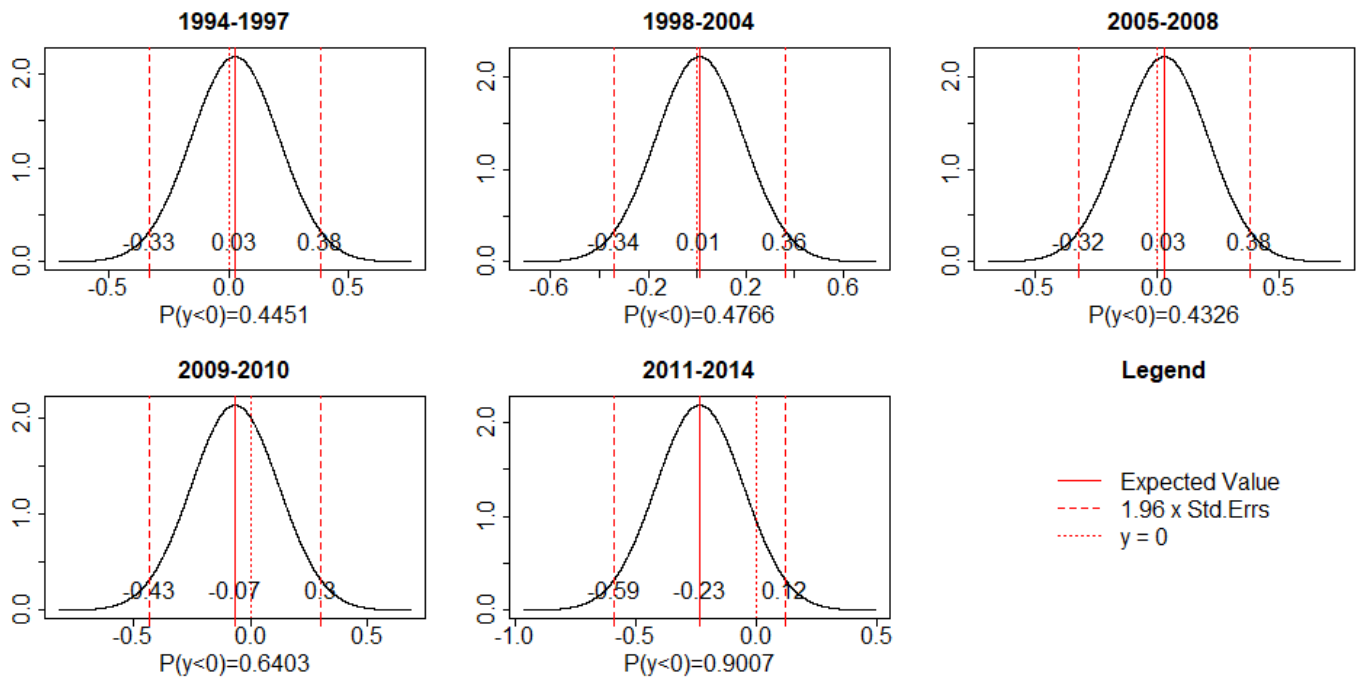 1994-1997
2.0
1.0
0.0
-0.33 0.03 0.38
-0.5 0.0 0.5
P(y<0)=0.4451
1998-2004
2.0
1.0
0.0
-0.34 0.01 0.36
-0.6 -0.2 0.2 0.6
P(y<0)=0.4766
2005-2008
2.0
1.0
0.0
-0.32 0.03 0.38
-0.5 0.0 0.5
P(y<0)=0.4326
2009-2010
2.0
1.0
0.0
-0.43 -0.07 0.3
-0.5 0.0 0.5
P(y<0)=0.6403
2011-2014
2.0
1.0
0.0
-0.59 -0.23 0.12
-1.0 -0.5 0.0 0.5
P(y<0)=0.9007
Legend
Expected Value
1.96 x Std.Errs
y = 0